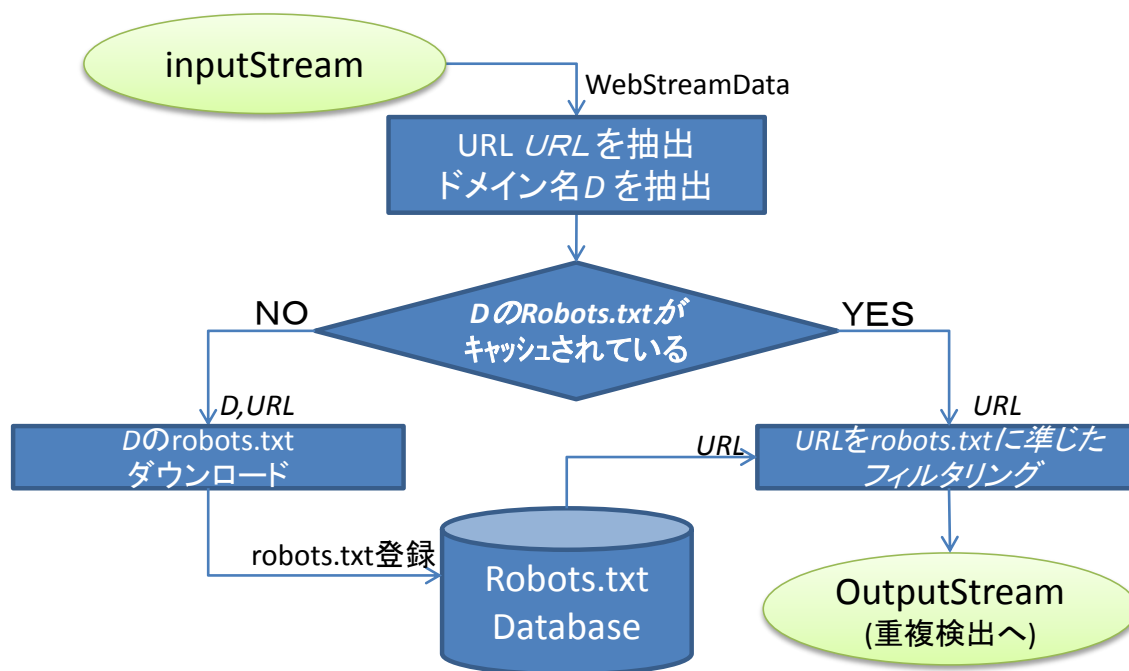 inputStream
WebStreamData
URL URLを抽出
ドメイン名D を抽出
DのRobots.txtが
キャッシュされている
NO
YES
D,URL
URL
Dのrobots.txt
ダウンロード
URL
URLをrobots.txtに準じた
フィルタリング
robots.txt登録
Robots.txt
Database
OutputStream
(重複検出へ)